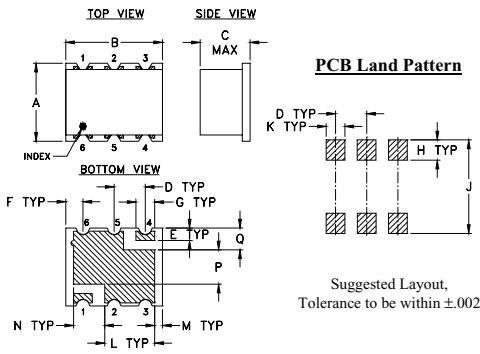 TOP VIEW
SIDE VIEW
B
C
MAX
1 2 3
A
6 5 4
INDEX
PCB Land Pattern
D TYP
K TYP
H TYP
J
BOTTOM VIEW
D TYP
F TYP
G TYP
6 5 4
E TYP
Q
P
1 2 3
N TYP
M TYP
L TYP
Suggested Layout,
Tolerance to be within ±.002